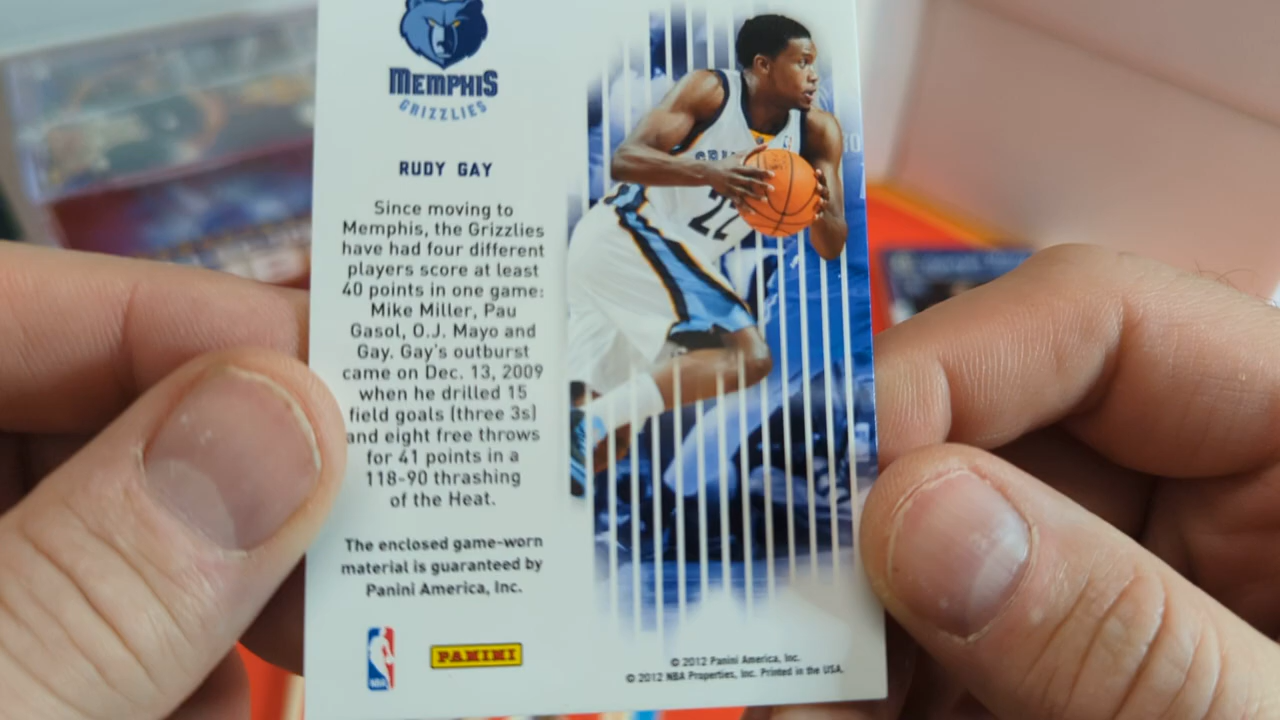 MEMPHIS
GRIZZLIES
RUDY GAY
Since moving to
Memphis, the Grizzlies
have had four different
players score at least
40 points in one game:
Mike Miller, Pau
Gasol, O.J. Mayo and
Gay. Gay's outburst
came on Dec. 13, 2009
when he drilled 15
field goals (three 3s)
and eight free throws
for 41 points in a
118-90 thrashing
of the Heat.
The enclosed game-worn
material is guaranteed by
Panini America, Inc.
NBA
PANINI
22
© 2012 Panini America, Inc.
© 2012 NBA Properties, Inc. Printed in the USA.